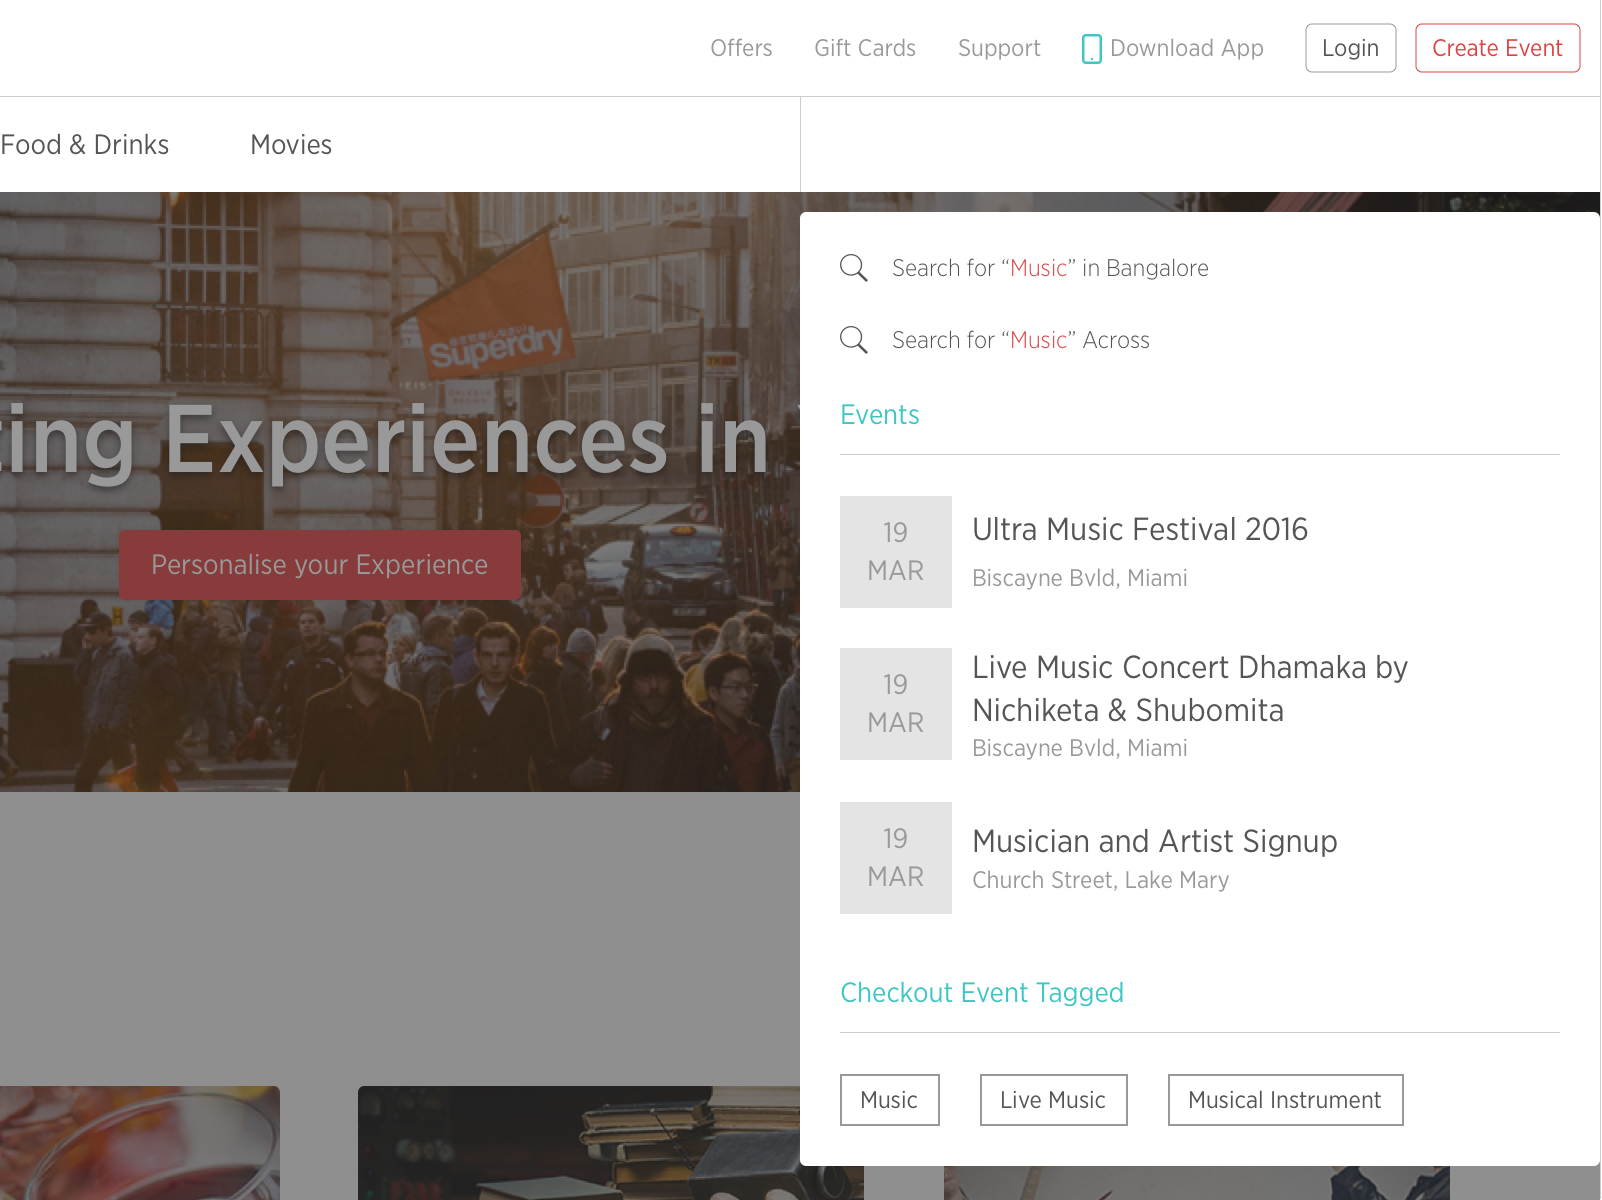 Offers
Gift Cards
Support
Download App
Login
Create Event
Food & Drinks
Movies
Superdry
ing Experiences in
Personalise your Experience
Search for “Music” in Bangalore
Search for “Music” Across
Events
19
MAR
Ultra Music Festival 2016
Biscayne Bvld, Miami
19
MAR
Live Music Concert Dhamaka by
Nichiketa & Shubomita
Biscayne Bvld, Miami
19
MAR
Musician and Artist Signup
Church Street, Lake Mary
Checkout Event Tagged
Music
Live Music
Musical Instrument